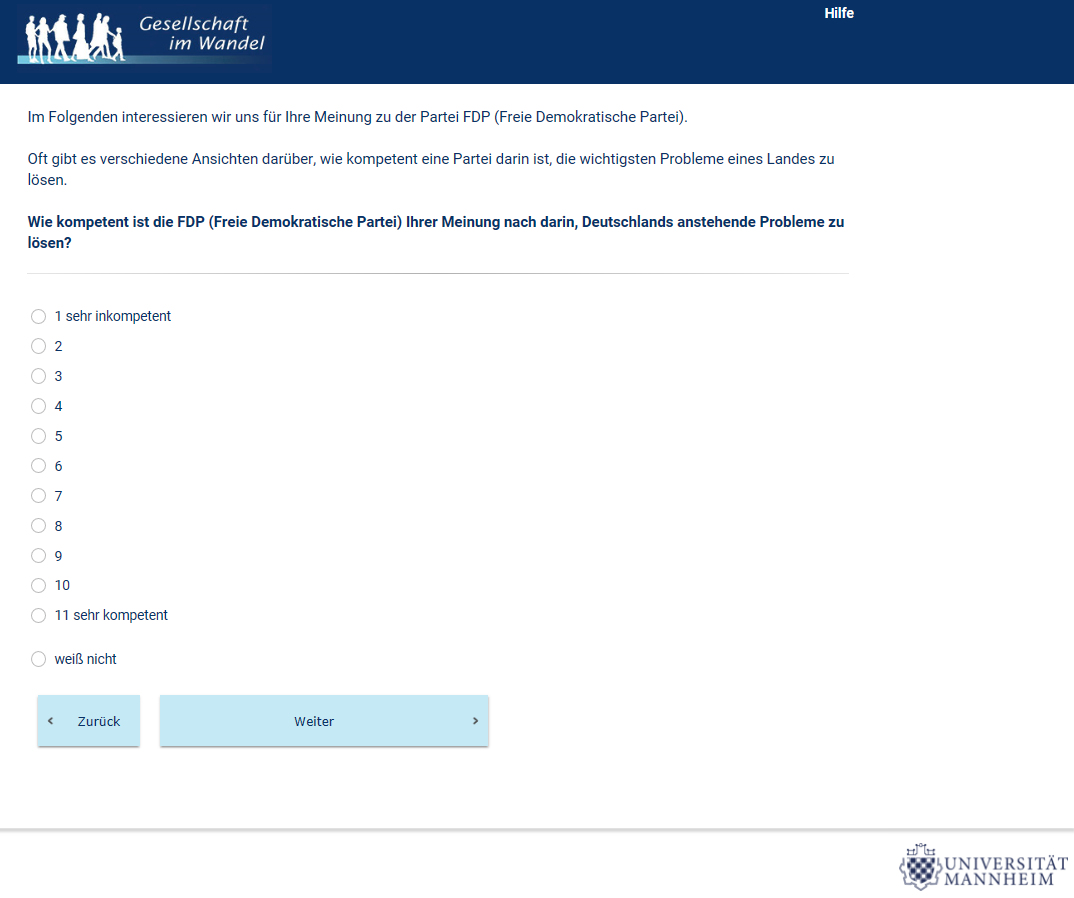 Gesellschaft
im Wandel
Hilfe
Im Folgenden interessieren wir uns für Ihre Meinung zu der Partei FDP (Freie Demokratische Partei).
Oft gibt es verschiedene Ansichten darüber, wie kompetent eine Partei darin ist, die wichtigsten Probleme eines Landes zu
lösen.
Wie kompetent ist die FDP (Freie Demokratische Partei) Ihrer Meinung nach darin, Deutschlands anstehende Probleme zu
lösen?
1 sehr inkompetent
2
3
4
5
6
7
8
9
10
11 sehr kompetent
weiß nicht
Zurück
Weiter
UNIVERSITÄT
MANNHEIM